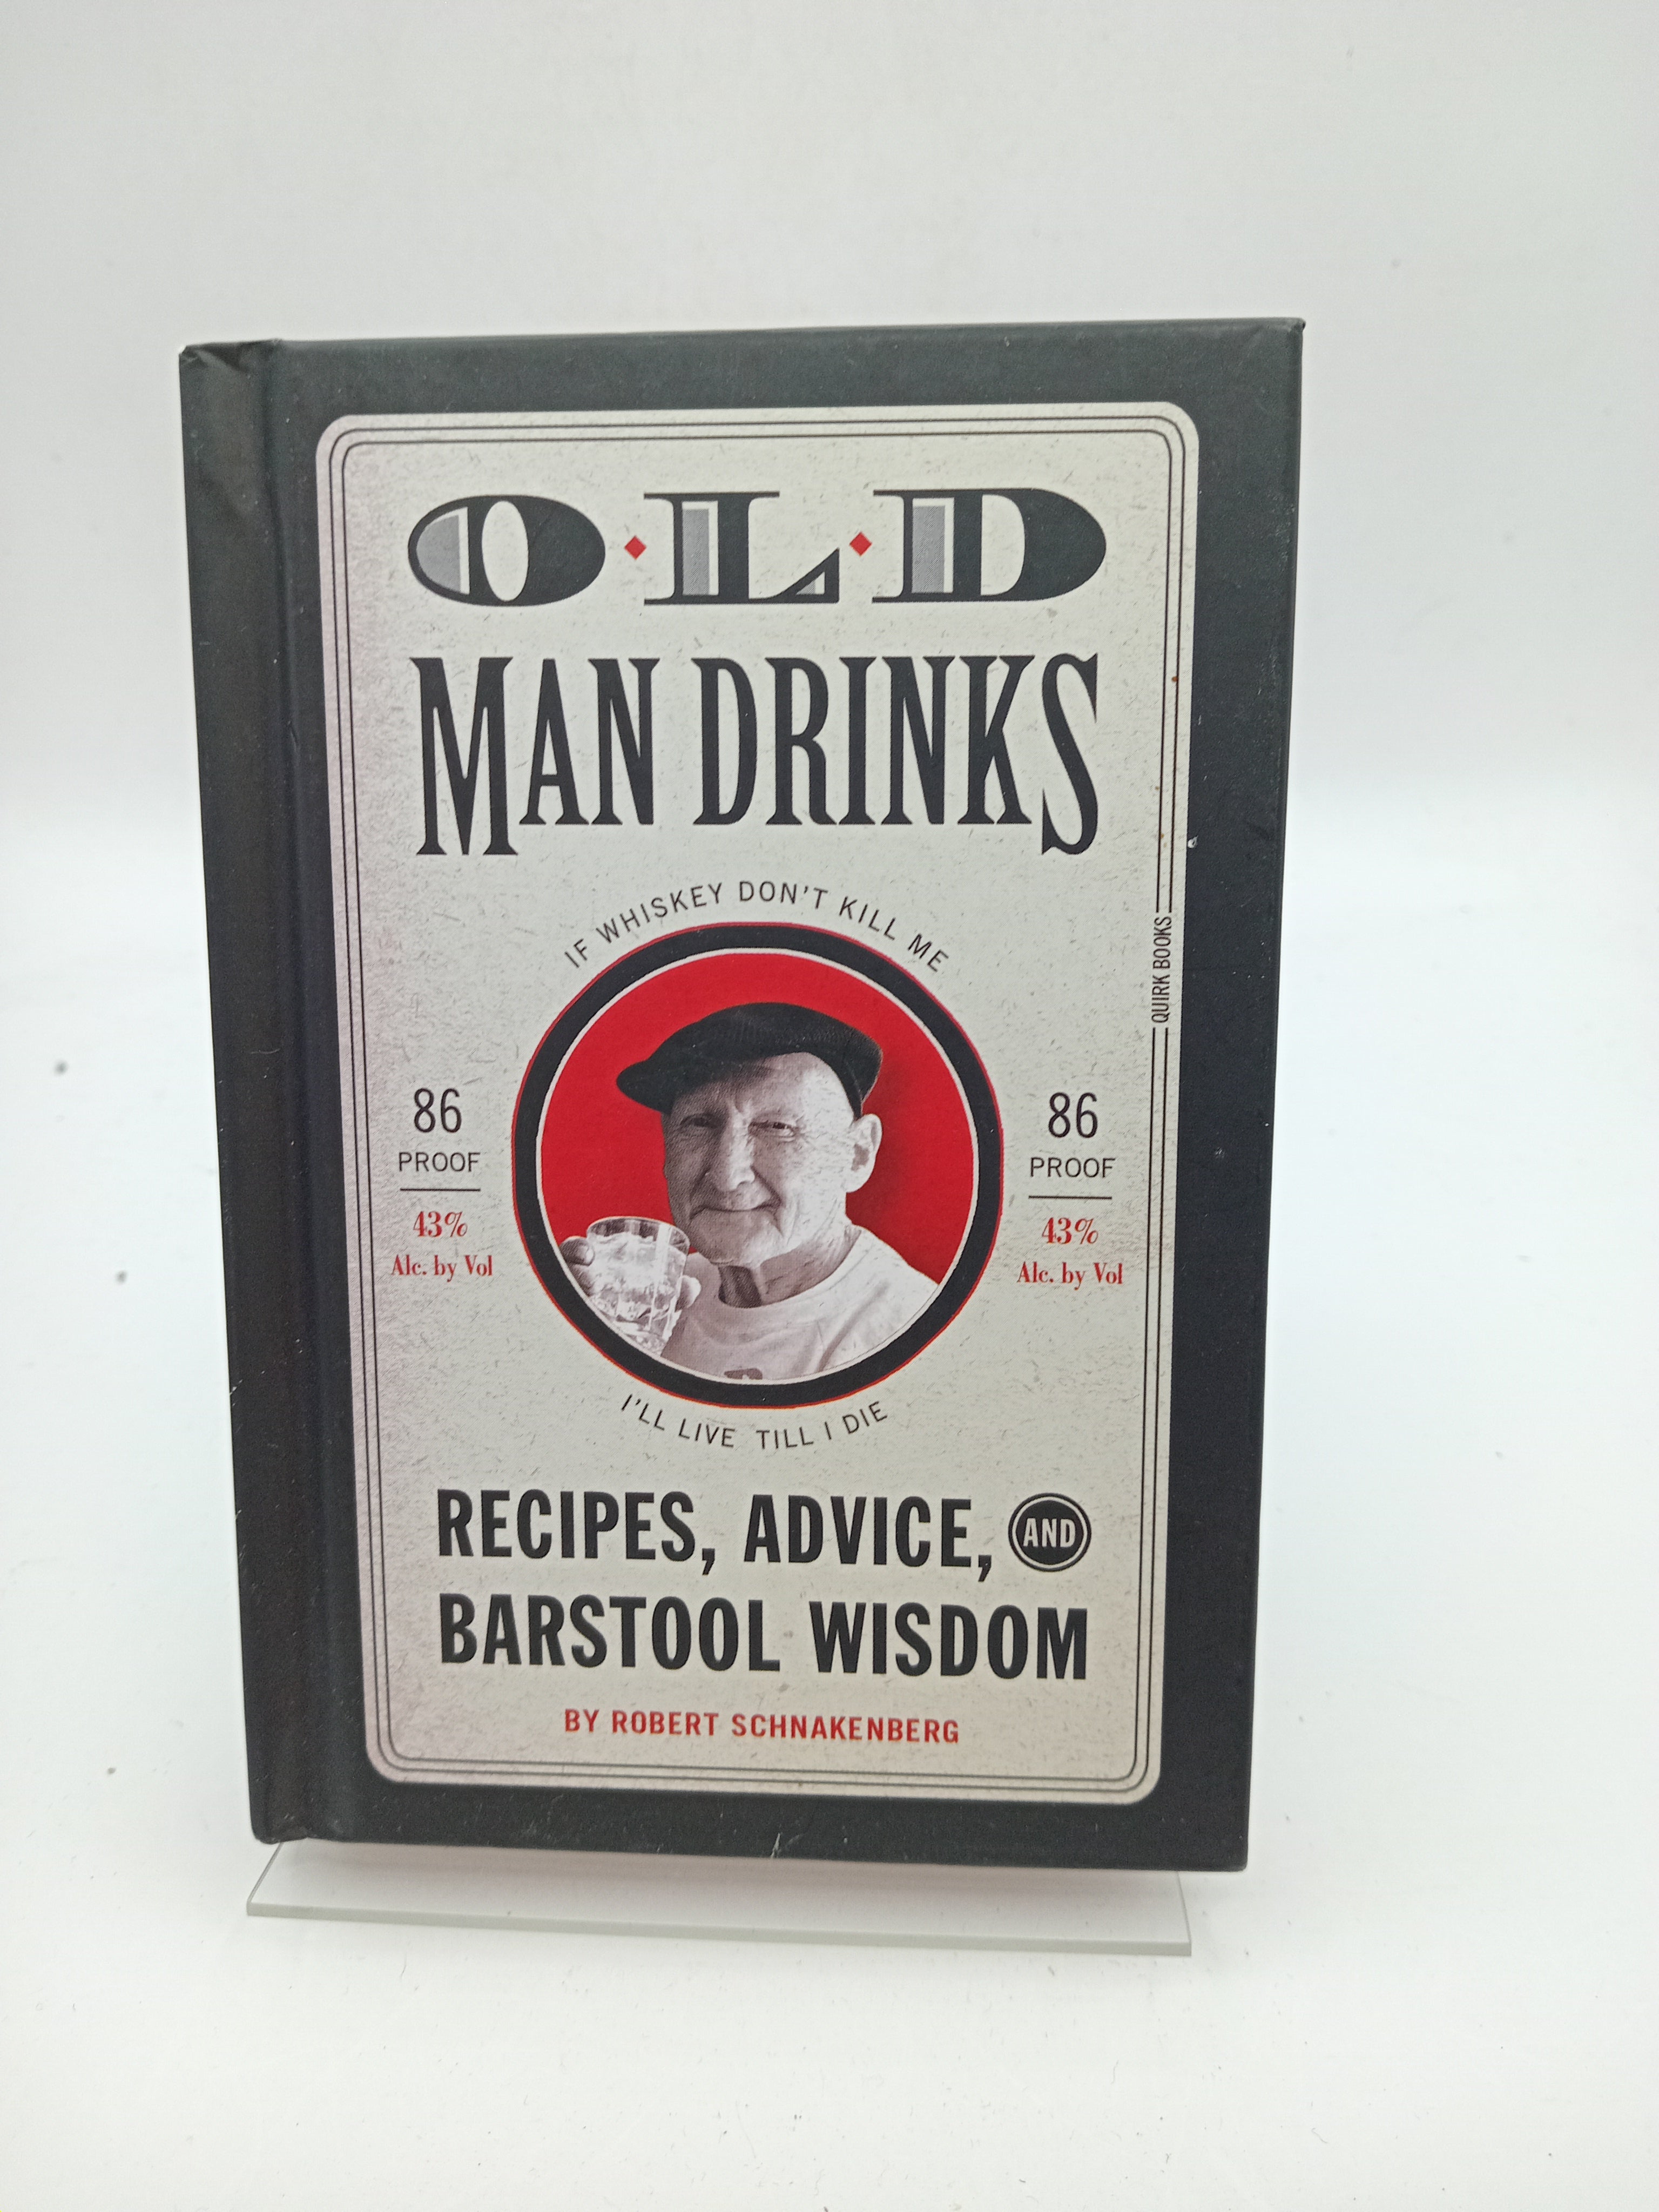 O·L·D
MAN DRINKS
IF WHISKEY DON'T KILL ME
86
PROOF
43%
Alc. by Vol
86
PROOF
43%
Alc. by Vol
QUIRK BOOKS
I'LL LIVE TILL I DIE
RECIPES, ADVICE, AND
BARSTOOL WISDOM
BY ROBERT SCHNAKENBERG